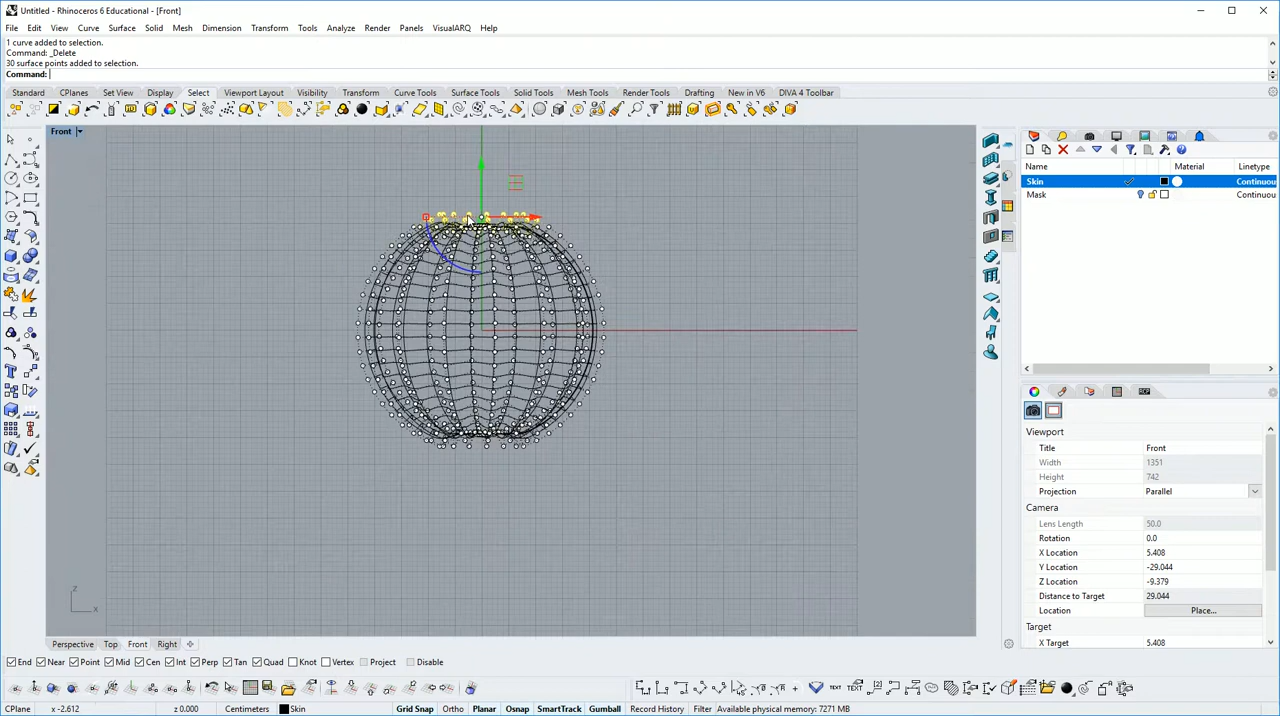 Untitled - Rhinoceros 6 Educational - [Front]
File Edit View Curve Surface Solid Mesh Dimension Transform Tools Analyze Render Panels VisualARQ Help
1 curve added to selection.
Command: _Delete
30 surface points added to selection.
Command:
Standard CPlanes Set View Display Select Viewport Layout Visibility Transform Curve Tools Surface Tools Solid Tools Mesh Tools Render Tools Drafting New in V6 DIVA 4 Toolbar
Front
Name Material Linetype
Skin Continuou
Mask Continuou
Viewport
Title Front
Width 1351
Height 742
Projection Parallel
Camera
Lens Length 50.0
Rotation 0.0
X Location 5.408
Y Location -29.044
Z Location -9.379
Distance to Target 29.044
Location Place...
Target
X Target 5.408
z
x
Perspective Top Front Right
End Near Point Mid Cen Int Perp Tan Quad Knot Vertex Project Disable
CPlane x -2.612 z 0.000 Centimeters Skin Grid Snap Ortho Planar Osnap SmartTrack Gumball Record History Filter Available physical memory: 7271 MB